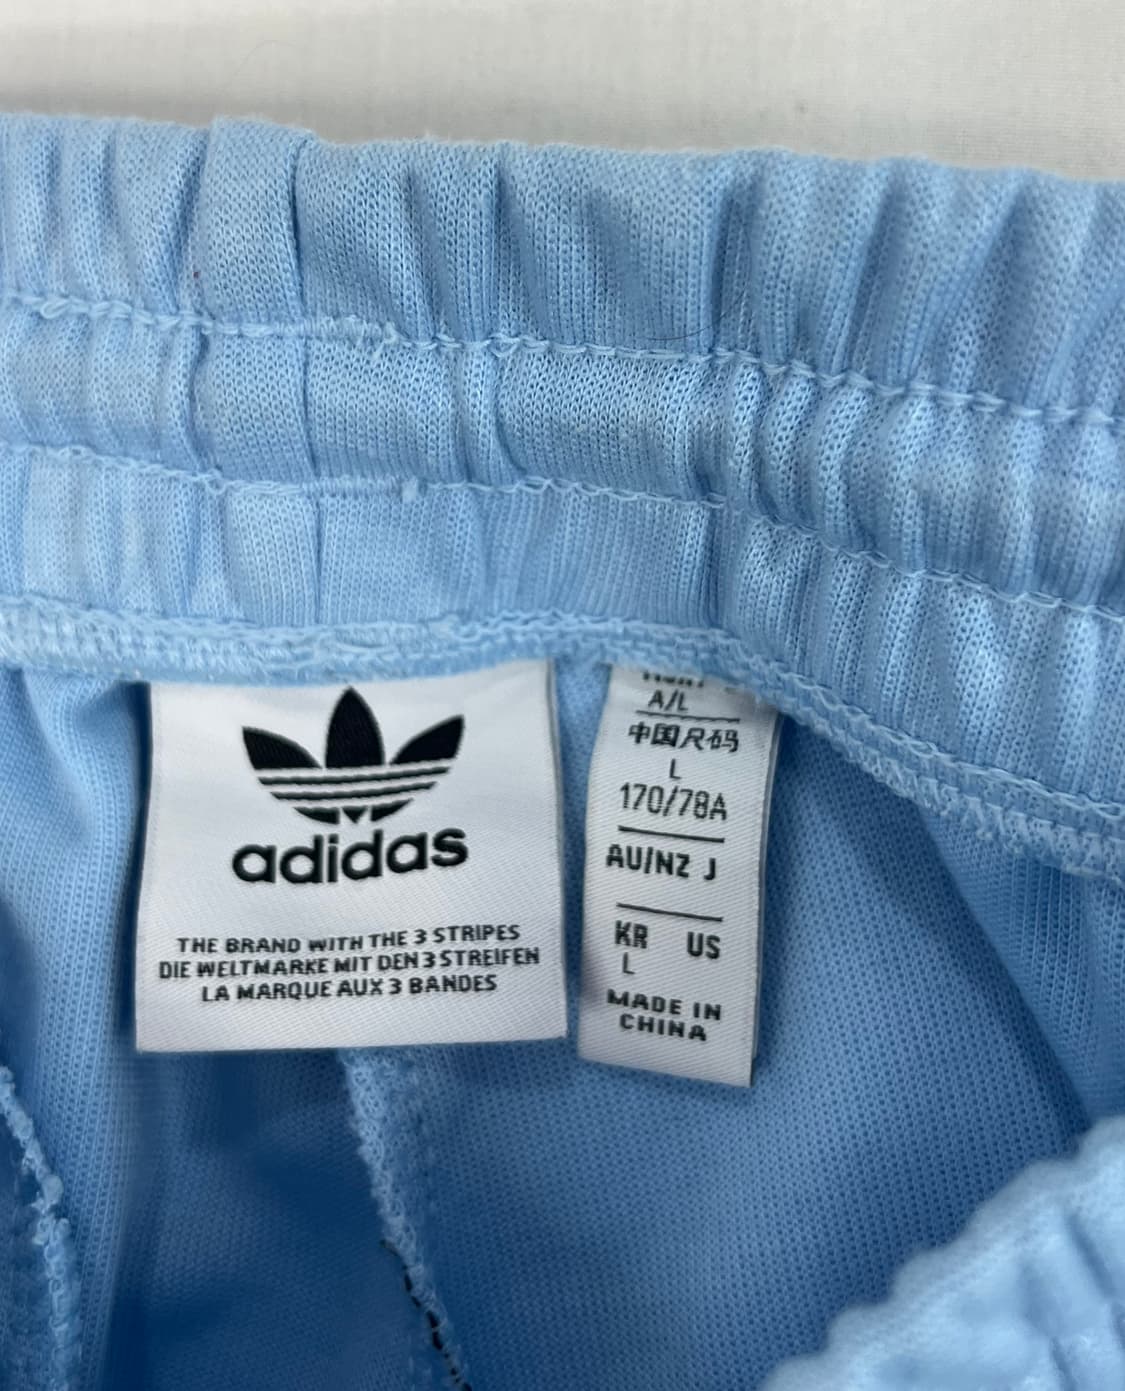 adidas
THE BRAND WITH THE 3 STRIPES
DIE WELTMARKE MIT DEN 3 STREIFEN
LA MARQUE AUX 3 BANDES
A/L
中国尺码
L
170/78A
AU/NZ J
KR US
L
MADE IN
CHINA